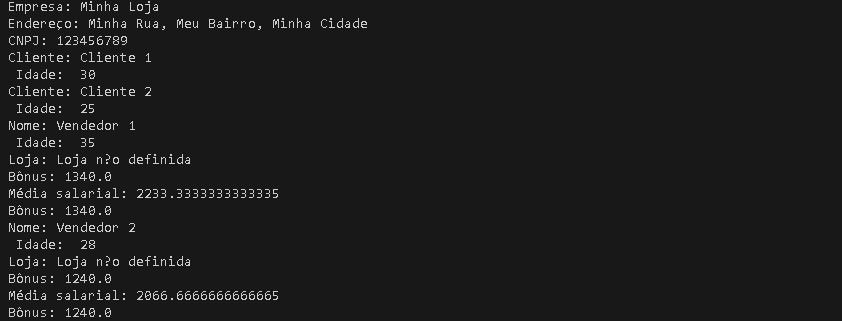 Empresa: Minha Loja
Endereço: Minha Rua, Meu Bairro, Minha Cidade
CNPJ: 123456789
Cliente: Cliente 1
 Idade:  30
Cliente: Cliente 2
 Idade:  25
Nome: Vendedor 1
 Idade:  35
Loja: Loja n?o definida
Bônus: 1340.0
Média salarial: 2233.3333333333335
Bônus: 1340.0
Nome: Vendedor 2
 Idade:  28
Loja: Loja n?o definida
Bônus: 1240.0
Média salarial: 2066.6666666666665
Bônus: 1240.0